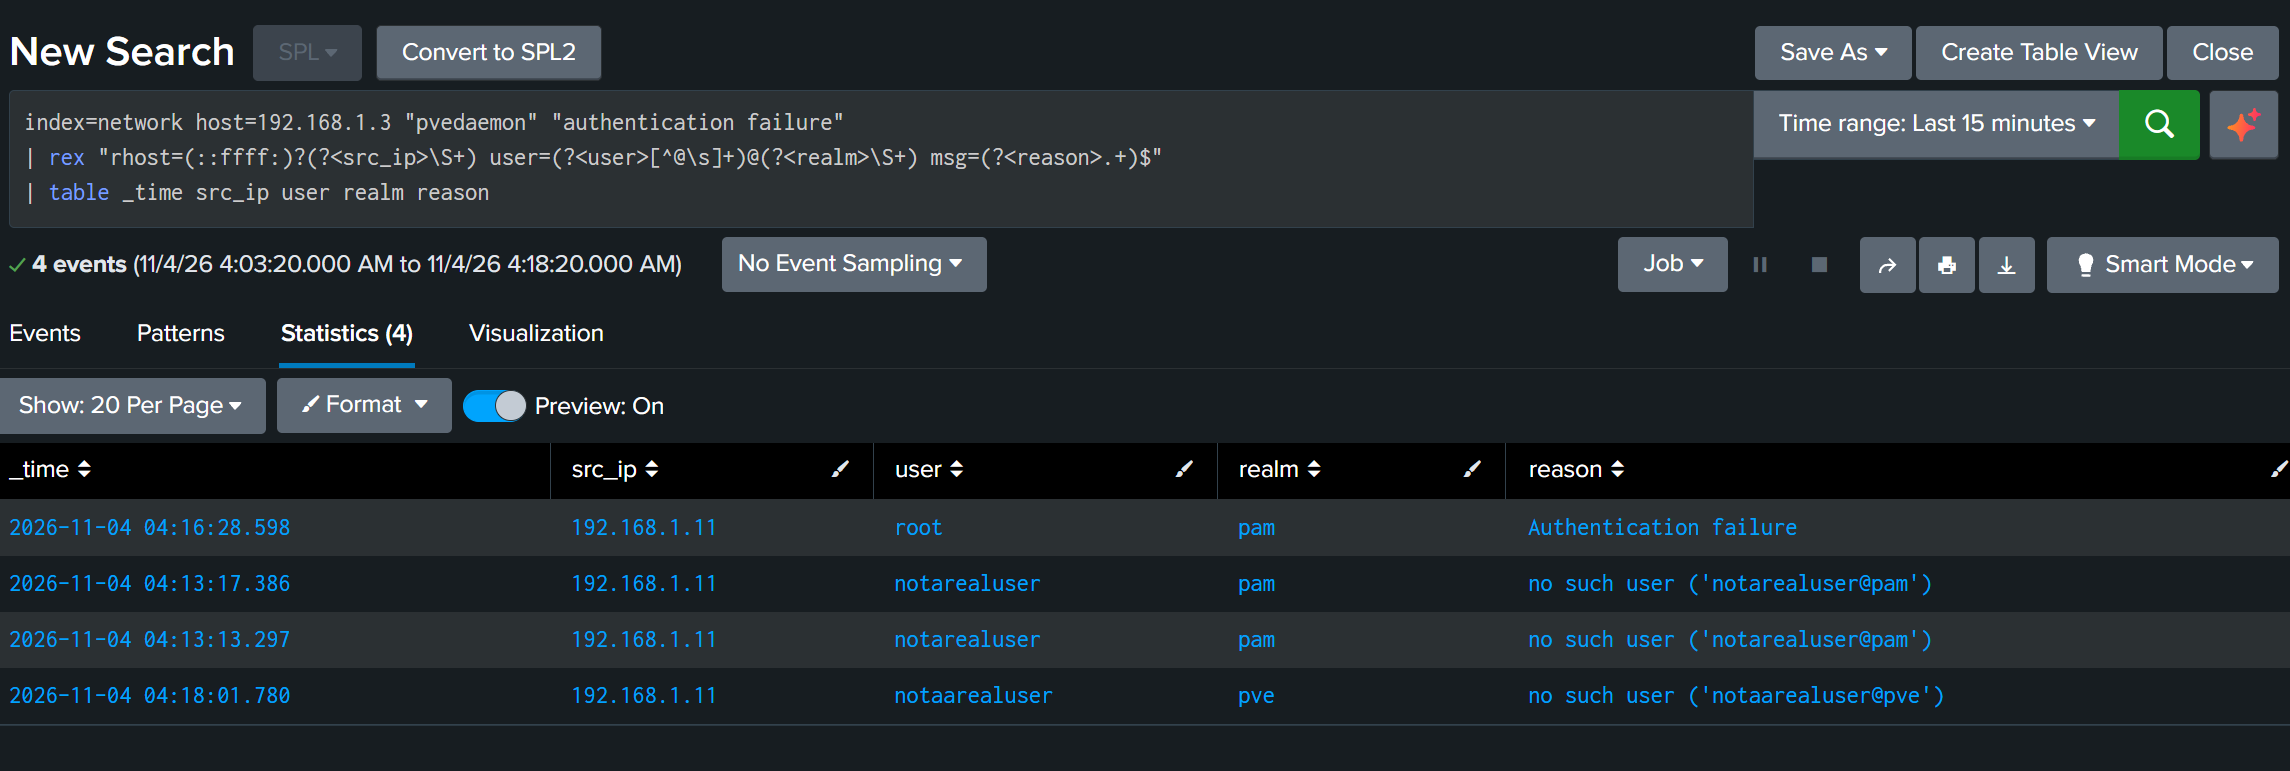 New Search SPL Convert to SPL2 Save As Create Table View Close
index=network host=192.168.1.3 "pvedaemon" "authentication failure"
| rex "rhost=(::ffff:)?(?<src_ip>\S+) user=(?<user>[^@\s]+)@(?<realm>\S+) msg=(?<reason>.+)$"
| table _time src_ip user realm reason
Time range: Last 15 minutes
4 events (11/4/26 4:03:20.000 AM to 11/4/26 4:18:20.000 AM) No Event Sampling Job Smart Mode
Events Patterns Statistics (4) Visualization
Show: 20 Per Page Format Preview: On
_time src_ip user realm reason
2026-11-04 04:16:28.598 192.168.1.11 root pam Authentication failure
2026-11-04 04:13:17.386 192.168.1.11 notarealuser pam no such user ('notarealuser@pam')
2026-11-04 04:13:13.297 192.168.1.11 notarealuser pam no such user ('notarealuser@pam')
2026-11-04 04:18:01.780 192.168.1.11 notaarealuser pve no such user ('notaarealuser@pve')